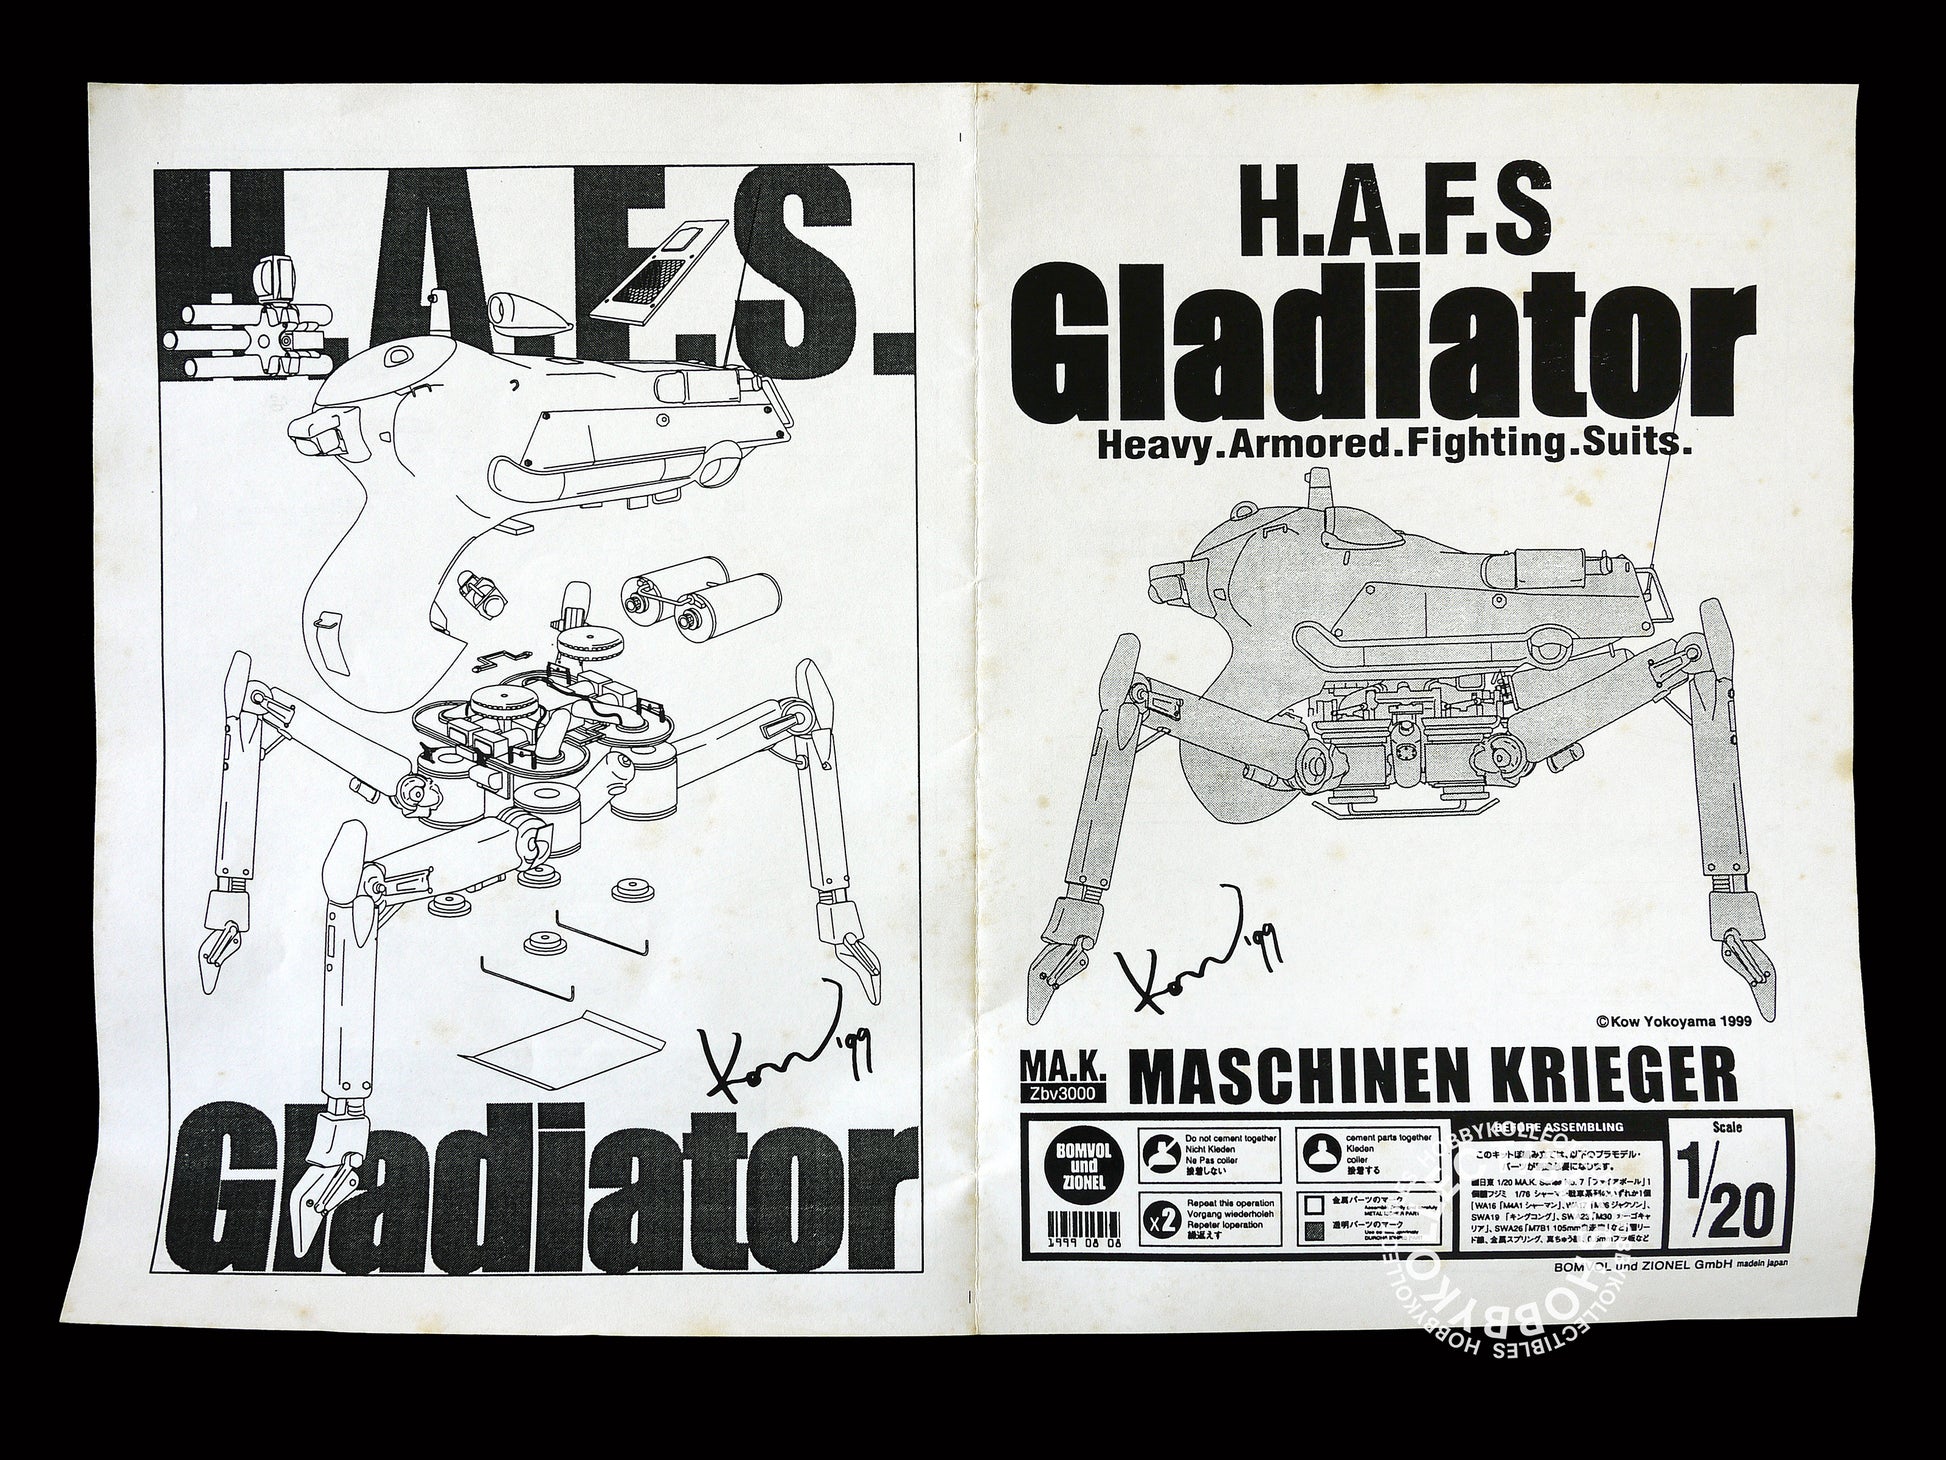 H.A.F.S.
Kow '99
Gladiator
H.A.F.S
Gladiator
Heavy.Armored.Fighting.Suits.
Kow '99
©Kow Yokoyama 1999
MA.K.
Zbv3000
MASCHINEN KRIEGER
BOMVOL
und
ZIONEL
1999 08 08
Do not cement together
Nicht Kleden
Ne Pas coller
接着しない
x2
Repeat this operation
Vorgang wiederholeh
Repeter loperation
繰返えす
cement parts together
Kleden
coller
接着する
金属パーツのマーク
透明パーツのマーク
BEFORE ASSEMBLING
Scale
1/20
BOMVOL und ZIONEL GmbH madein japan
HOBBYKOLLECTIBLES